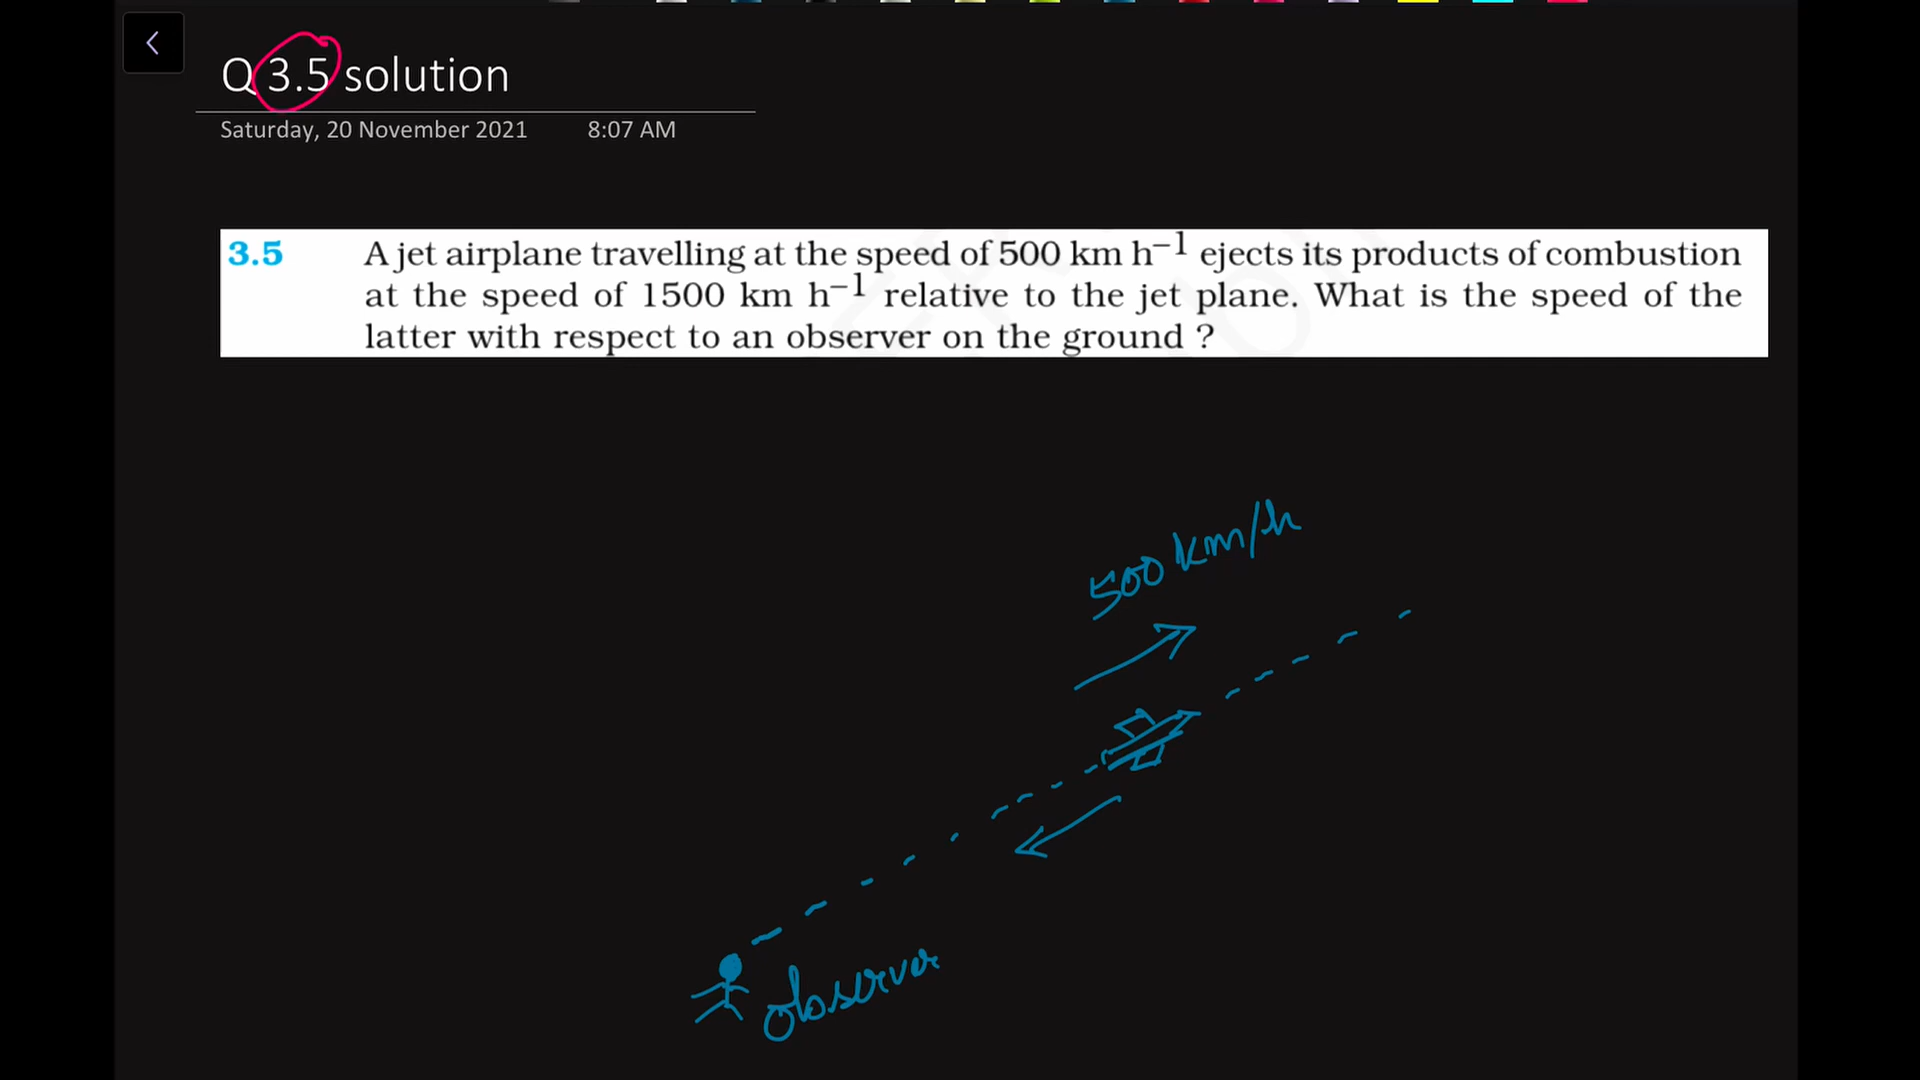 Q 3.5 solution
Saturday, 20 November 2021 8:07 AM
3.5 A jet airplane travelling at the speed of 500 km h⁻¹ ejects its products of combustion
at the speed of 1500 km h⁻¹ relative to the jet plane. What is the speed of the
latter with respect to an observer on the ground ?
500 km/h
observer